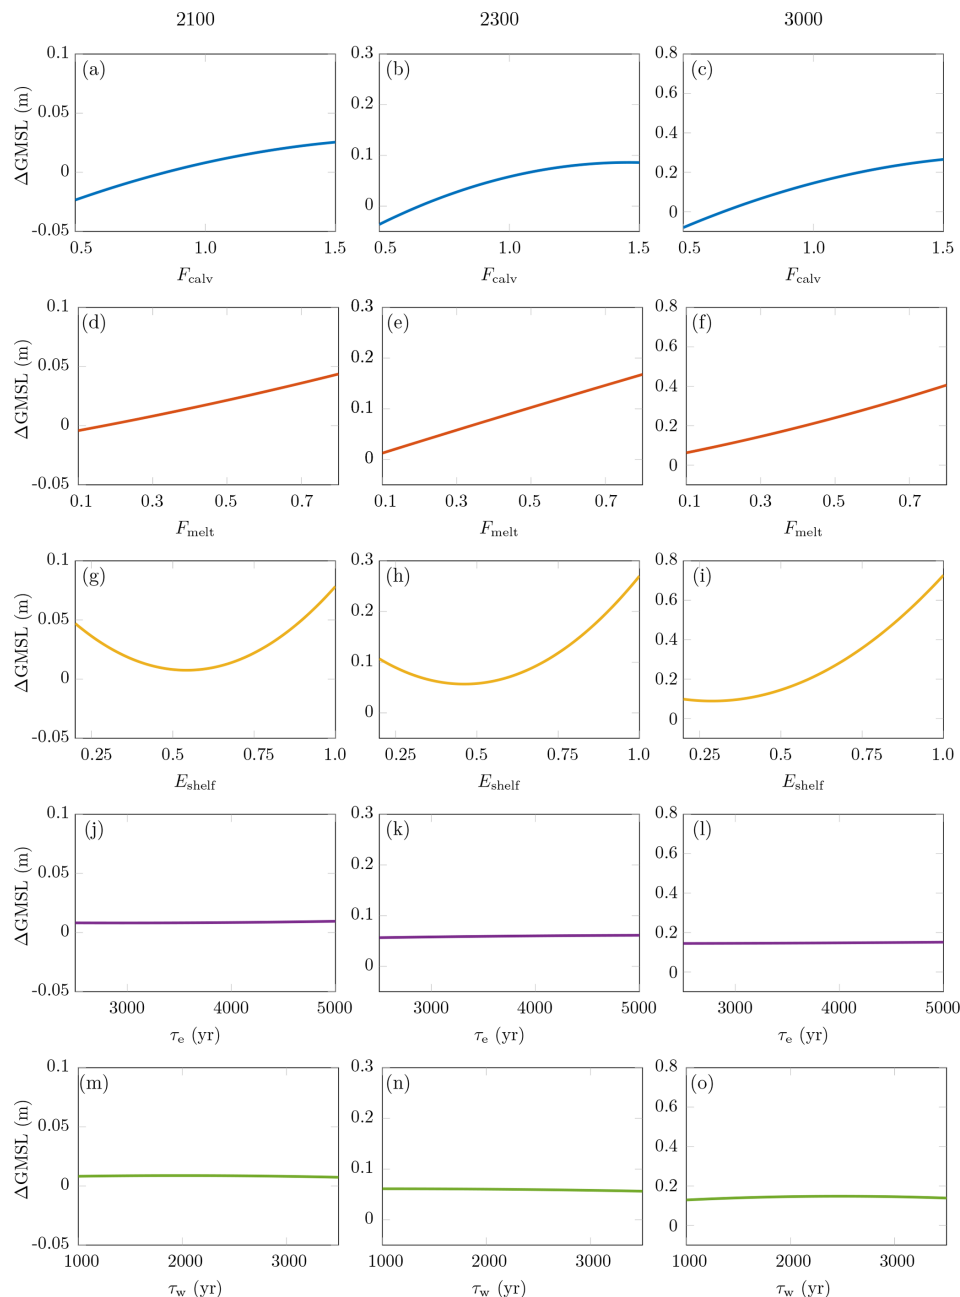 2100 2300 3000
(a) (b) (c)
ΔGMSL (m)
0.1 0.05 0 -0.05
0.3 0.2 0.1 0
0.8 0.6 0.4 0.2 0
0.5 1.0 1.5 0.5 1.0 1.5 0.5 1.0 1.5
F_calv F_calv F_calv
(d) (e) (f)
ΔGMSL (m)
0.1 0.05 0 -0.05
0.3 0.2 0.1 0
0.8 0.6 0.4 0.2 0
0.1 0.3 0.5 0.7 0.1 0.3 0.5 0.7 0.1 0.3 0.5 0.7
F_melt F_melt F_melt
(g) (h) (i)
ΔGMSL (m)
0.1 0.05 0 -0.05
0.3 0.2 0.1 0
0.8 0.6 0.4 0.2 0
0.25 0.5 0.75 1.0 0.25 0.5 0.75 1.0 0.25 0.5 0.75 1.0
E_shelf E_shelf E_shelf
(j) (k) (l)
ΔGMSL (m)
0.1 0.05 0 -0.05
0.3 0.2 0.1 0
0.8 0.6 0.4 0.2 0
3000 4000 5000 3000 4000 5000 3000 4000 5000
τ_e (yr) τ_e (yr) τ_e (yr)
(m) (n) (o)
ΔGMSL (m)
0.1 0.05 0 -0.05
0.3 0.2 0.1 0
0.8 0.6 0.4 0.2 0
1000 2000 3000 1000 2000 3000 1000 2000 3000
τ_w (yr) τ_w (yr) τ_w (yr)